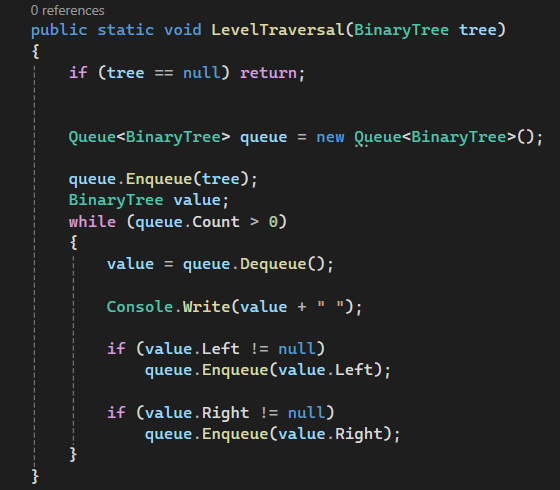 0 references
public static void LevelTraversal(BinaryTree tree)
{
if (tree == null) return;
Queue<BinaryTree> queue = new Queue<BinaryTree>();
queue.Enqueue(tree);
BinaryTree value;
while (queue.Count > 0)
{
value = queue.Dequeue();
Console.Write(value + " ");
if (value.Left != null)
queue.Enqueue(value.Left);
if (value.Right != null)
queue.Enqueue(value.Right);
}
}